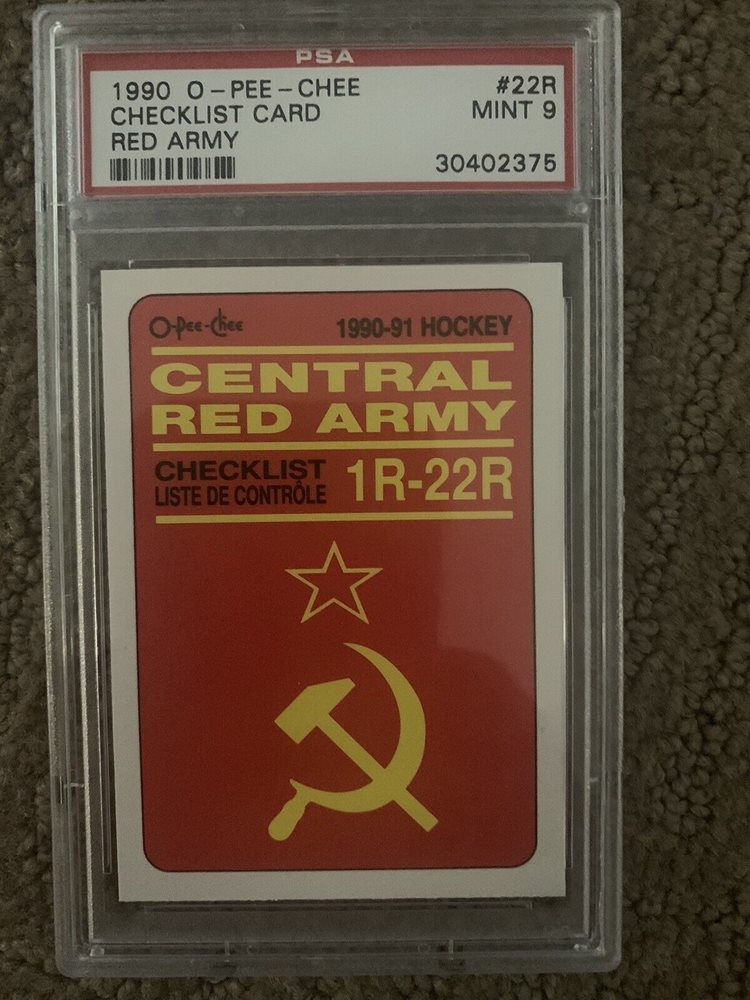 PSA
1990 O-PEE-CHEE #22R
CHECKLIST CARD MINT 9
RED ARMY
30402375
O-Pee-Chee 1990-91 HOCKEY
CENTRAL
RED ARMY
CHECKLIST
LISTE DE CONTRÔLE 1R-22R